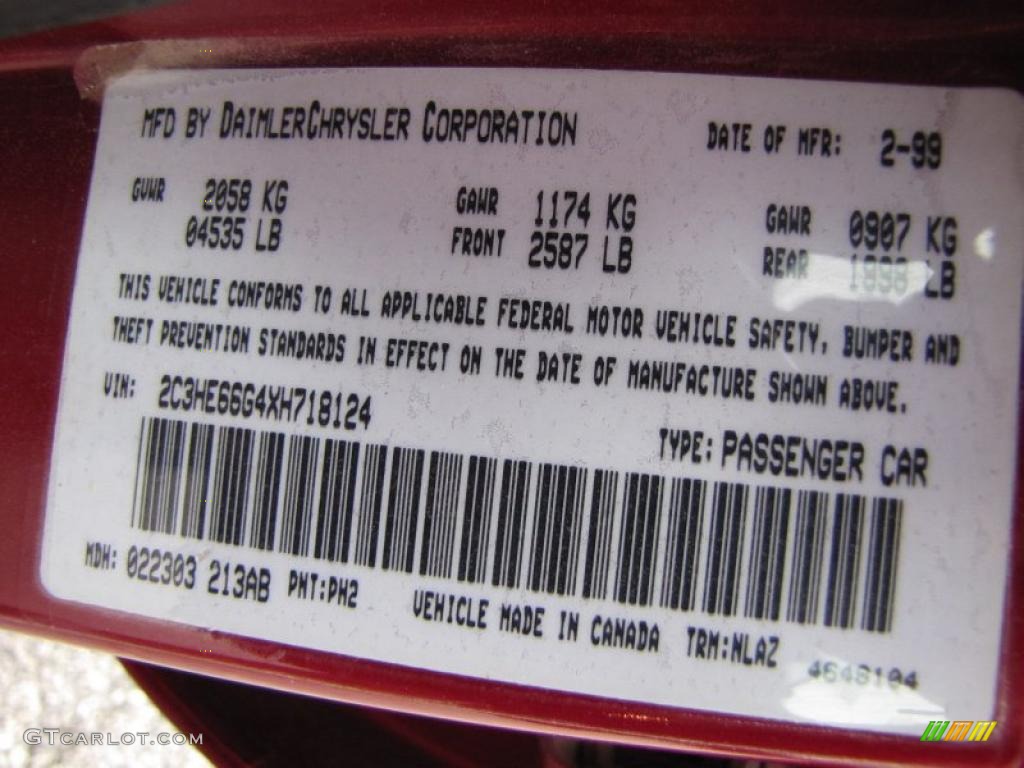 MFD BY DAIMLERCHRYSLER CORPORATION DATE OF MFR: 2-99
GVWR 2058 KG GAWR 1174 KG GAWR 0907 KG
04535 LB FRONT 2587 LB REAR 1998 LB
THIS VEHICLE CONFORMS TO ALL APPLICABLE FEDERAL MOTOR VEHICLE SAFETY, BUMPER AND
THEFT PREVENTION STANDARDS IN EFFECT ON THE DATE OF MANUFACTURE SHOWN ABOVE.
VIN: 2C3HE66G4XH718124 TYPE: PASSENGER CAR
MDH: 022303 213AB PNT:PH2 VEHICLE MADE IN CANADA TRM:NLAZ
4648104
GTCARLOT.COM